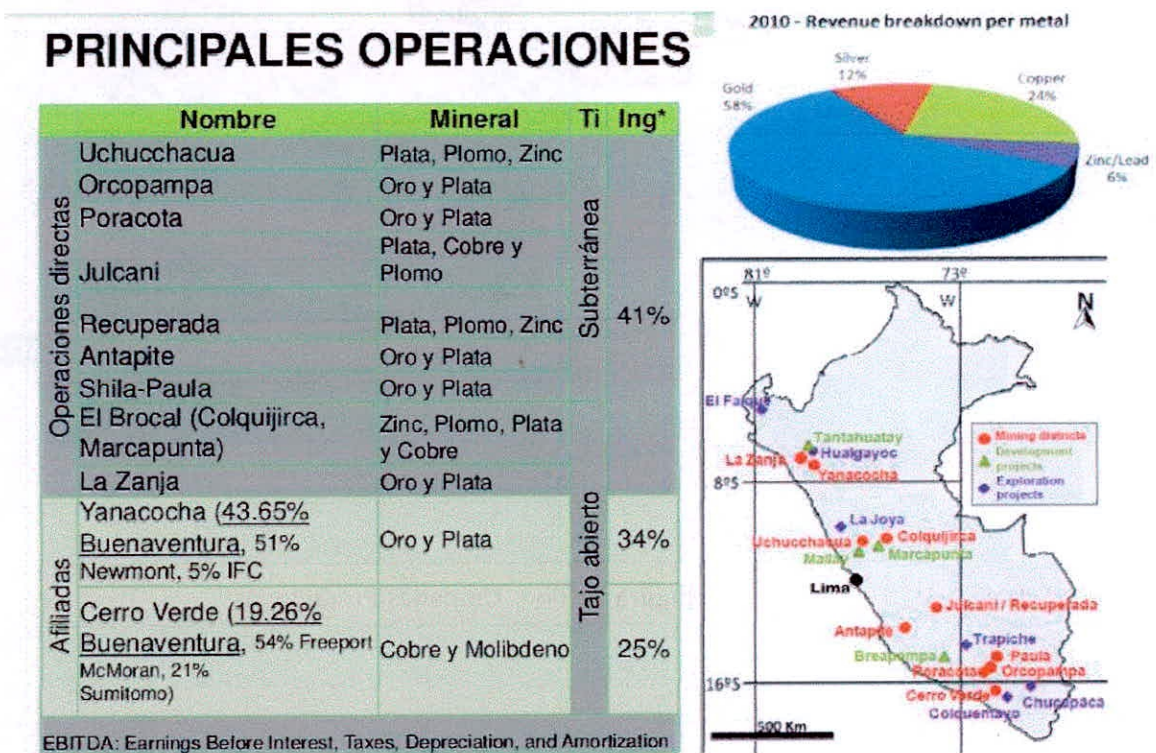 PRINCIPALES OPERACIONES
Nombre Mineral Ti Ing*
Operaciones directas
Uchucchacua Plata, Plomo, Zinc
Orcopampa Oro y Plata
Poracota Oro y Plata
Julcani Plata, Cobre y
Plomo
Recuperada Plata, Plomo, Zinc
Antapite Oro y Plata
Shila-Paula Oro y Plata
Subterránea
41%
El Brocal (Colquijirca,
Marcapunta)
Zinc, Plomo, Plata
y Cobre
La Zanja Oro y Plata
Afiliadas
Yanacocha (43.65%
Buenaventura, 51%
Newmont, 5% IFC
Oro y Plata
34%
Tajo abierto
Cerro Verde (19.26%
Buenaventura, 54% Freeport
McMoran, 21%
Sumitomo)
Cobre y Molibdeno
25%
EBITDA: Earnings Before Interest, Taxes, Depreciation, and Amortization
2010 - Revenue breakdown per metal
Silver
12%
Copper
24%
Gold
58%
Zinc/Lead
6%
81º
W
73º
W
N
0ºS
El Faique
Tantahuatay
Hualgayoc
La Zanja
Yanacocha
8ºS
Mining districts
Development
projects
Exploration
projects
La Joya
Uchucchacua
Colquijirca
Mallay
Marcapunta
Lima
Julcani / Recuperada
Antapite
Trapiche
Breapampa
Paula
Poracota
Orcopampa
16ºS
Cerro Verde
Chucapaca
Colquemayo
500 Km